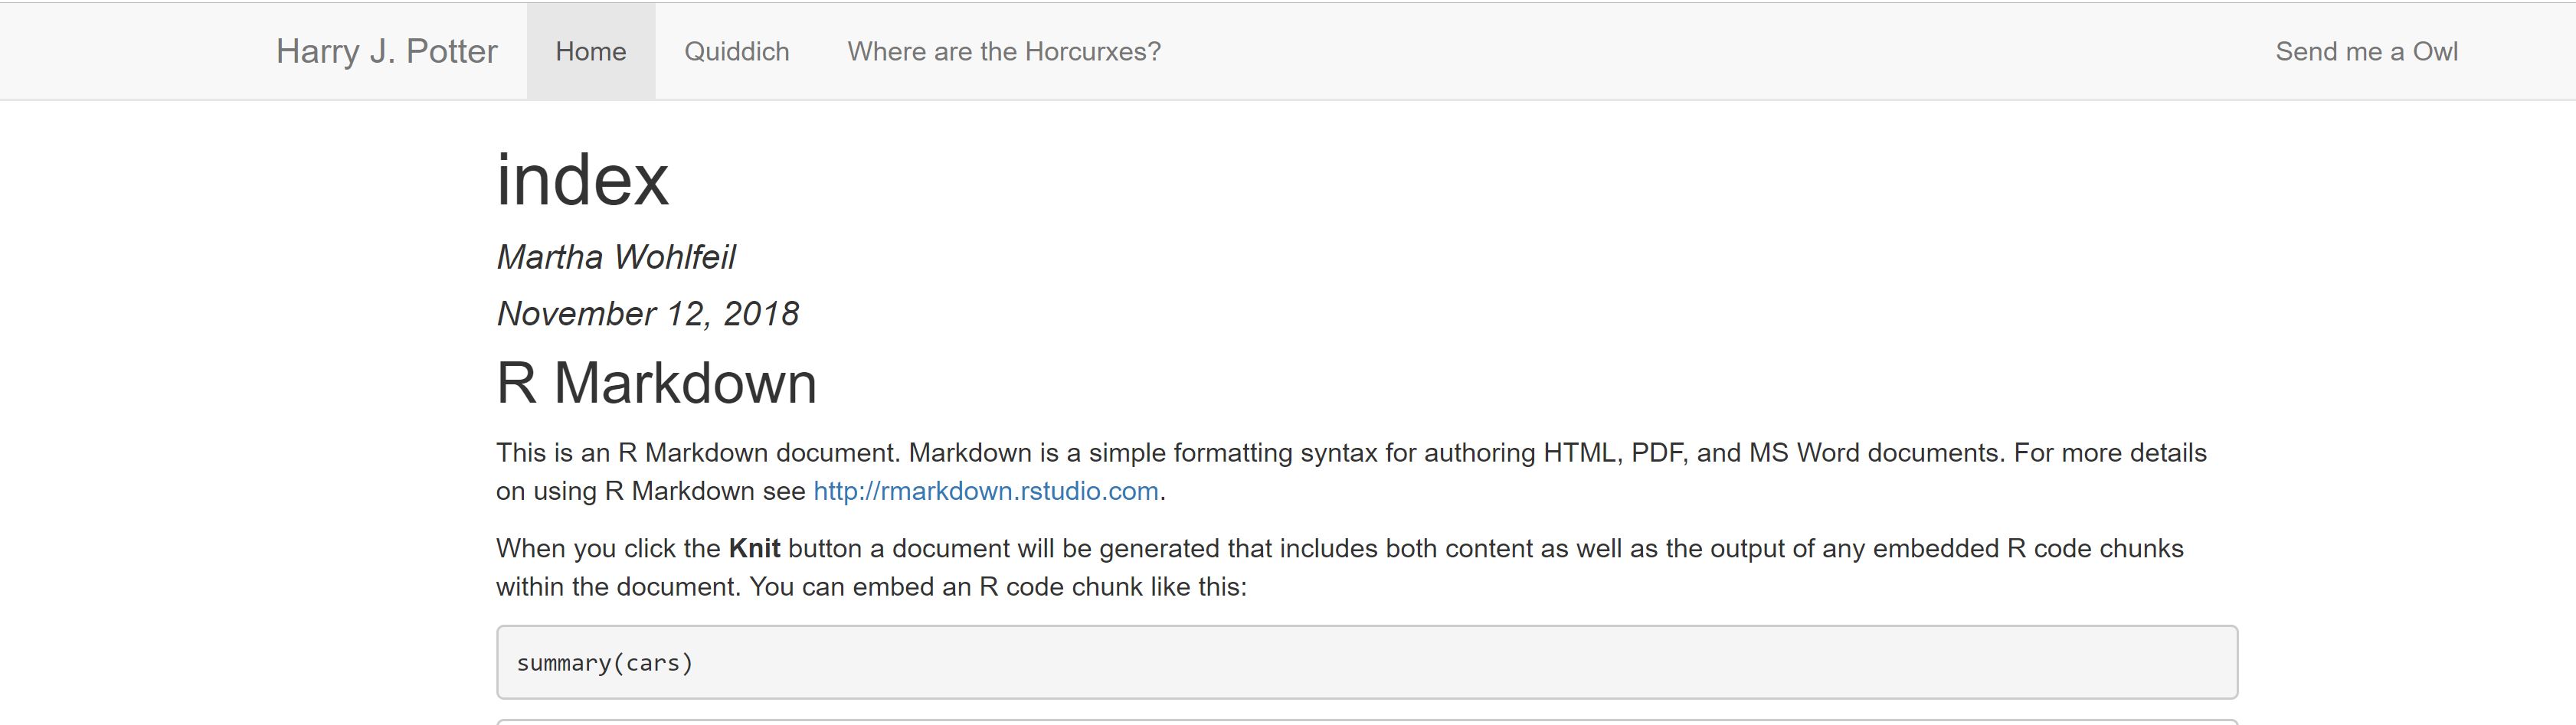 Harry J. Potter Home Quiddich Where are the Horcurxes? Send me a Owl
index
Martha Wohlfeil
November 12, 2018
R Markdown
This is an R Markdown document. Markdown is a simple formatting syntax for authoring HTML, PDF, and MS Word documents. For more details
on using R Markdown see http://rmarkdown.rstudio.com.
When you click the Knit button a document will be generated that includes both content as well as the output of any embedded R code chunks
within the document. You can embed an R code chunk like this:
summary(cars)